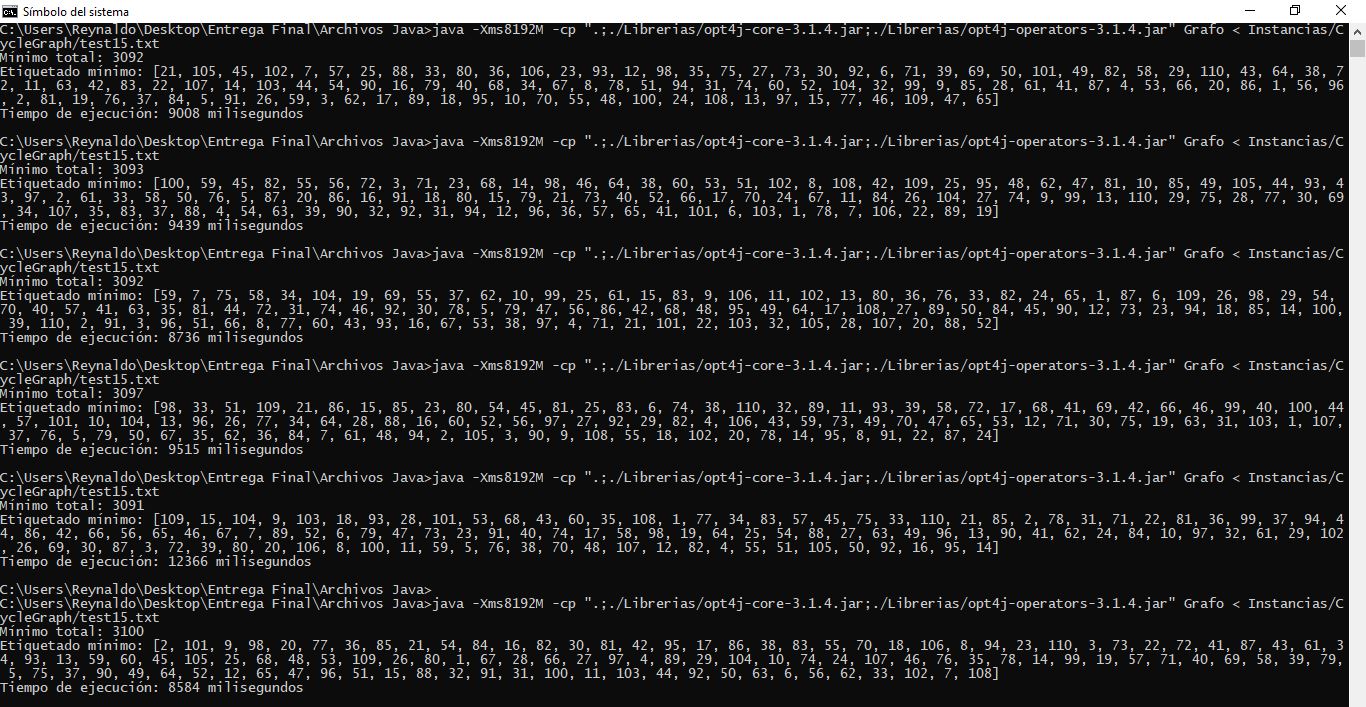 Símbolo del sistema
C:\Users\Reynaldo\Desktop\Entrega Final\Archivos Java>java -Xms8192M -cp ".;./Librerias/opt4j-core-3.1.4.jar;./Librerias/opt4j-operators-3.1.4.jar" Grafo < Instancias/C
ycleGraph/test15.txt
Mínimo total: 3092
Etiquetado mínimo: [21, 105, 45, 102, 7, 57, 25, 88, 33, 80, 36, 106, 23, 93, 12, 98, 35, 75, 27, 73, 30, 92, 6, 71, 39, 69, 50, 101, 49, 82, 58, 29, 110, 43, 64, 38, 7
2, 11, 63, 42, 83, 22, 107, 14, 103, 44, 54, 90, 16, 79, 40, 68, 34, 67, 8, 78, 51, 94, 31, 74, 60, 52, 104, 32, 99, 9, 85, 28, 61, 41, 87, 4, 53, 66, 20, 86, 1, 56, 96
, 2, 81, 19, 76, 37, 84, 5, 91, 26, 59, 3, 62, 17, 89, 18, 95, 10, 70, 55, 48, 100, 24, 108, 13, 97, 15, 77, 46, 109, 47, 65]
Tiempo de ejecución: 9008 milisegundos
C:\Users\Reynaldo\Desktop\Entrega Final\Archivos Java>java -Xms8192M -cp ".;./Librerias/opt4j-core-3.1.4.jar;./Librerias/opt4j-operators-3.1.4.jar" Grafo < Instancias/C
ycleGraph/test15.txt
Mínimo total: 3093
Etiquetado mínimo: [100, 59, 45, 82, 55, 56, 72, 3, 71, 23, 68, 14, 98, 46, 64, 38, 60, 53, 51, 102, 8, 108, 42, 109, 25, 95, 48, 62, 47, 81, 10, 85, 49, 105, 44, 93, 4
3, 97, 2, 61, 33, 58, 50, 76, 5, 87, 20, 86, 16, 91, 18, 80, 15, 79, 21, 73, 40, 52, 66, 17, 70, 24, 67, 11, 84, 26, 104, 27, 74, 9, 99, 13, 110, 29, 75, 28, 77, 30, 69
, 34, 107, 35, 83, 37, 88, 4, 54, 63, 39, 90, 32, 92, 31, 94, 12, 96, 36, 57, 65, 41, 101, 6, 103, 1, 78, 7, 106, 22, 89, 19]
Tiempo de ejecución: 9439 milisegundos
C:\Users\Reynaldo\Desktop\Entrega Final\Archivos Java>java -Xms8192M -cp ".;./Librerias/opt4j-core-3.1.4.jar;./Librerias/opt4j-operators-3.1.4.jar" Grafo < Instancias/C
ycleGraph/test15.txt
Mínimo total: 3092
Etiquetado mínimo: [59, 7, 75, 58, 34, 104, 19, 69, 55, 37, 62, 10, 99, 25, 61, 15, 83, 9, 106, 11, 102, 13, 80, 36, 76, 33, 82, 24, 65, 1, 87, 6, 109, 26, 98, 29, 54,
70, 40, 57, 41, 63, 35, 81, 44, 72, 31, 74, 46, 92, 30, 78, 5, 79, 47, 56, 86, 42, 68, 48, 95, 49, 64, 17, 108, 27, 89, 50, 84, 45, 90, 12, 73, 23, 94, 18, 85, 14, 100,
39, 110, 2, 91, 3, 96, 51, 66, 8, 77, 60, 43, 93, 16, 67, 53, 38, 97, 4, 71, 21, 101, 22, 103, 32, 105, 28, 107, 20, 88, 52]
Tiempo de ejecución: 8736 milisegundos
C:\Users\Reynaldo\Desktop\Entrega Final\Archivos Java>java -Xms8192M -cp ".;./Librerias/opt4j-core-3.1.4.jar;./Librerias/opt4j-operators-3.1.4.jar" Grafo < Instancias/C
ycleGraph/test15.txt
Mínimo total: 3097
Etiquetado mínimo: [98, 33, 51, 109, 21, 86, 15, 85, 23, 80, 54, 45, 81, 25, 83, 6, 74, 38, 110, 32, 89, 11, 93, 39, 58, 72, 17, 68, 41, 69, 42, 66, 46, 99, 40, 100, 44
, 57, 101, 10, 104, 13, 96, 26, 77, 34, 64, 28, 88, 16, 60, 52, 56, 97, 27, 92, 29, 82, 4, 106, 43, 59, 73, 49, 70, 47, 65, 53, 12, 71, 30, 75, 19, 63, 31, 103, 1, 107,
37, 76, 5, 79, 50, 67, 35, 62, 36, 84, 7, 61, 48, 94, 2, 105, 3, 90, 9, 108, 55, 18, 102, 20, 78, 14, 95, 8, 91, 22, 87, 24]
Tiempo de ejecución: 9515 milisegundos
C:\Users\Reynaldo\Desktop\Entrega Final\Archivos Java>java -Xms8192M -cp ".;./Librerias/opt4j-core-3.1.4.jar;./Librerias/opt4j-operators-3.1.4.jar" Grafo < Instancias/C
ycleGraph/test15.txt
Mínimo total: 3091
Etiquetado mínimo: [109, 15, 104, 9, 103, 18, 93, 28, 101, 53, 68, 43, 60, 35, 108, 1, 77, 34, 83, 57, 45, 75, 33, 110, 21, 85, 2, 78, 31, 71, 22, 81, 36, 99, 37, 94, 4
4, 86, 42, 66, 56, 65, 46, 67, 7, 89, 52, 6, 79, 47, 73, 23, 91, 40, 74, 17, 58, 98, 19, 64, 25, 54, 88, 27, 63, 49, 96, 13, 90, 41, 62, 24, 84, 10, 97, 32, 61, 29, 102
, 26, 69, 30, 87, 3, 72, 39, 80, 20, 106, 8, 100, 11, 59, 5, 76, 38, 70, 48, 107, 12, 82, 4, 55, 51, 105, 50, 92, 16, 95, 14]
Tiempo de ejecución: 12366 milisegundos
C:\Users\Reynaldo\Desktop\Entrega Final\Archivos Java>
C:\Users\Reynaldo\Desktop\Entrega Final\Archivos Java>java -Xms8192M -cp ".;./Librerias/opt4j-core-3.1.4.jar;./Librerias/opt4j-operators-3.1.4.jar" Grafo < Instancias/C
ycleGraph/test15.txt
Mínimo total: 3100
Etiquetado mínimo: [2, 101, 9, 98, 20, 77, 36, 85, 21, 54, 84, 16, 82, 30, 81, 42, 95, 17, 86, 38, 83, 55, 70, 18, 106, 8, 94, 23, 110, 3, 73, 22, 72, 41, 87, 43, 61, 3
4, 93, 13, 59, 60, 45, 105, 25, 68, 48, 53, 109, 26, 80, 1, 67, 28, 66, 27, 97, 4, 89, 29, 104, 10, 74, 24, 107, 46, 76, 35, 78, 14, 99, 19, 57, 71, 40, 69, 58, 39, 79,
5, 75, 37, 90, 49, 64, 52, 12, 65, 47, 96, 51, 15, 88, 32, 91, 31, 100, 11, 103, 44, 92, 50, 63, 6, 56, 62, 33, 102, 7, 108]
Tiempo de ejecución: 8584 milisegundos